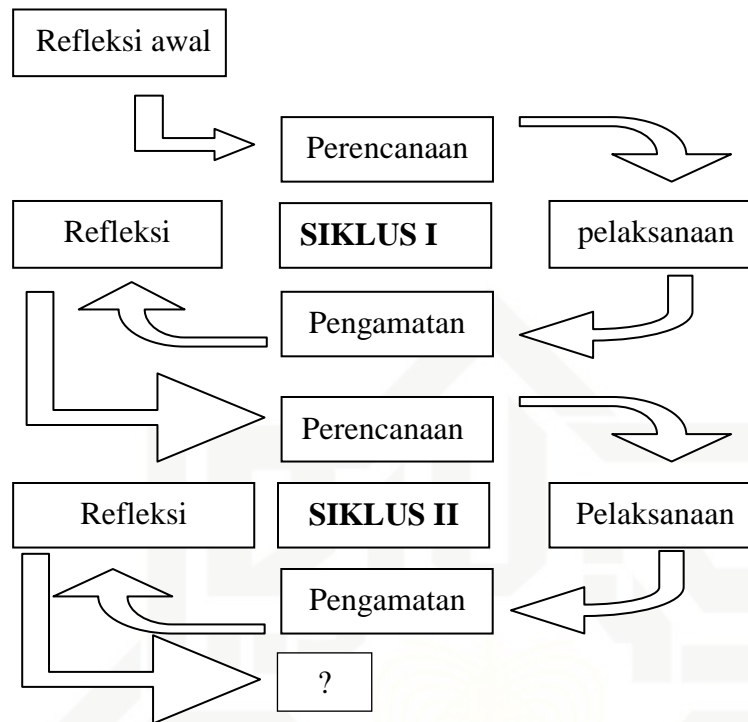 Refleksi awal
Perencanaan
Refleksi
SIKLUS I
pelaksanaan
Pengamatan
Perencanaan
Refleksi
SIKLUS II
Pelaksanaan
Pengamatan
?